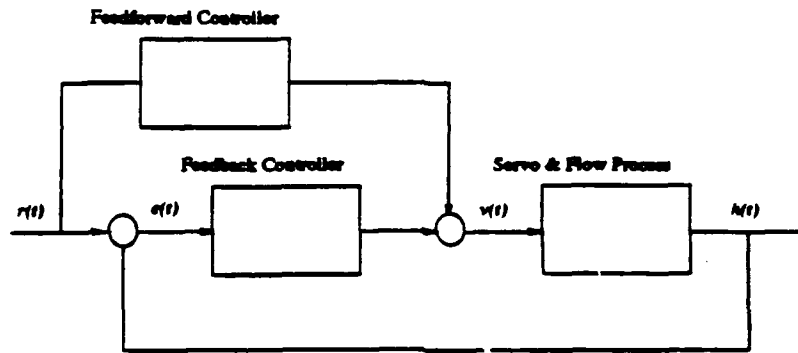 Feedforward Controller
Feedback Controller
Servo & Flow Process
r(t)
e(t)
v(t)
h(t)